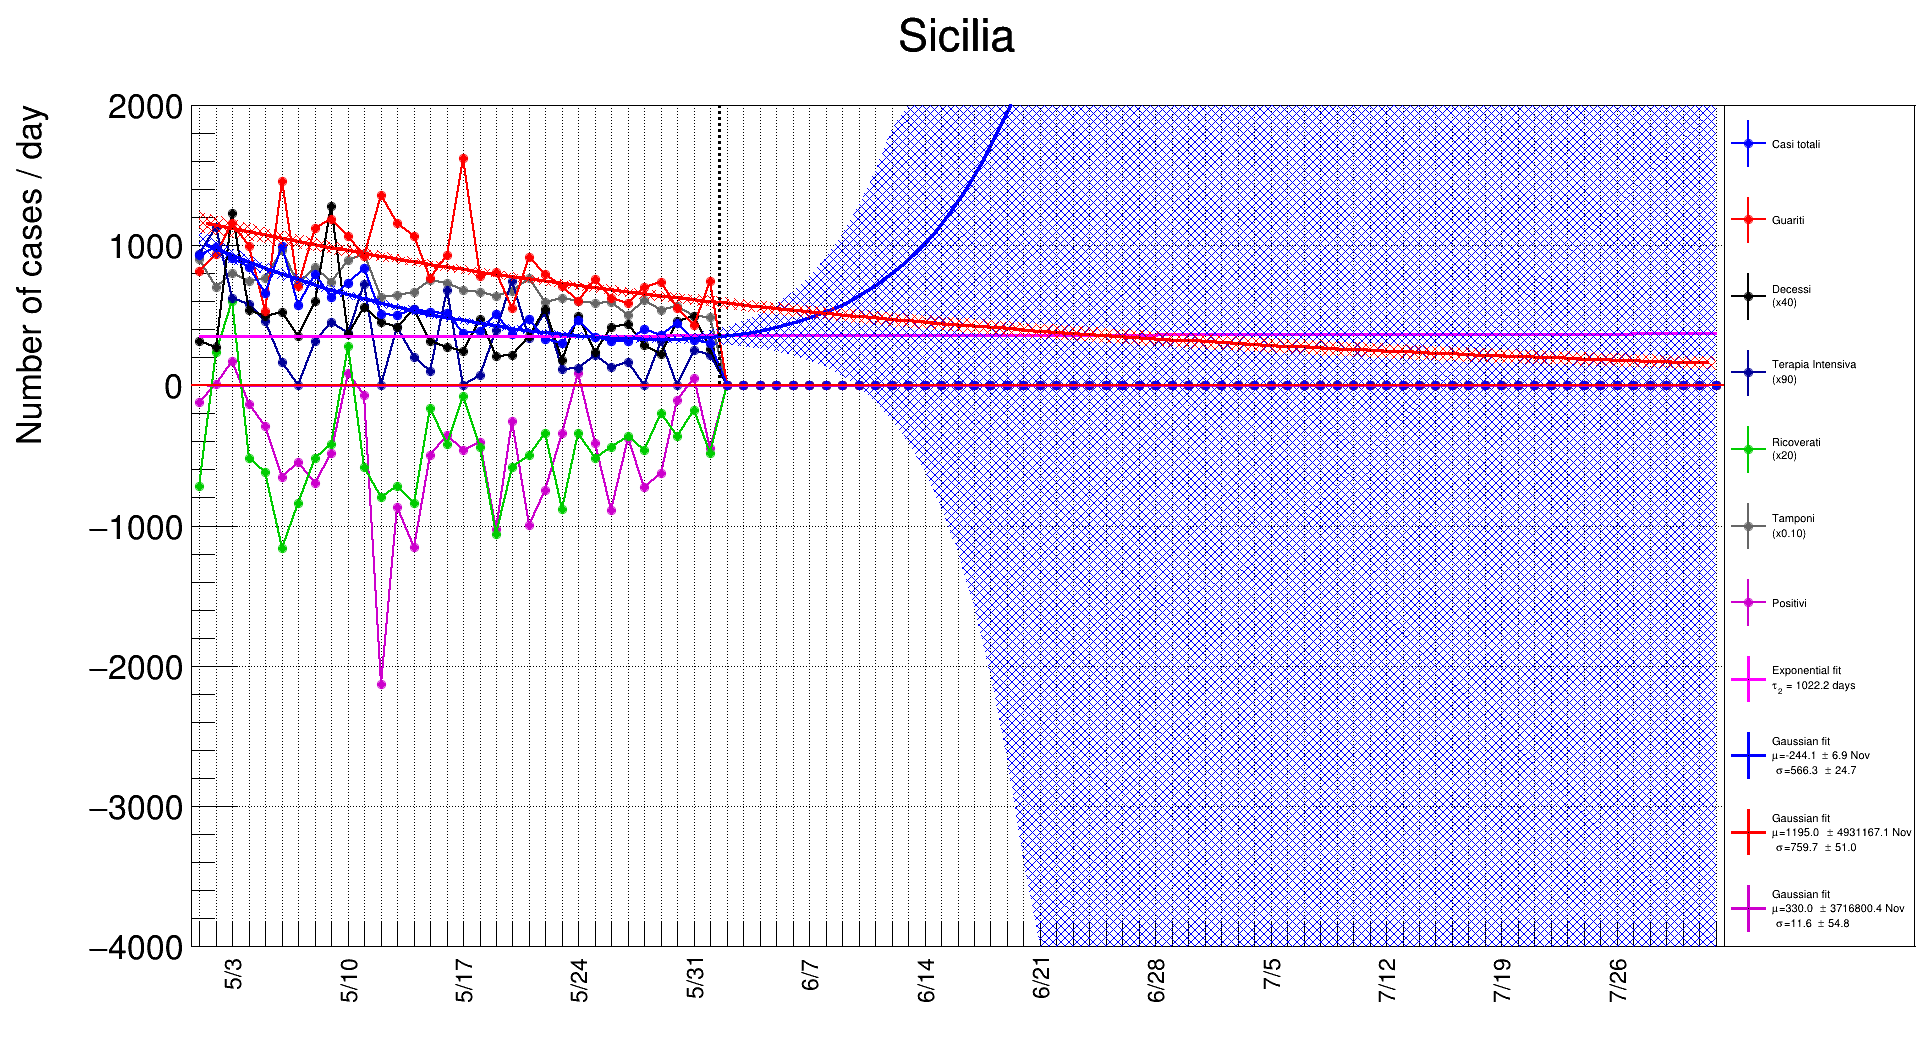 Sicilia
Number of cases / day
2000
1000
0
−1000
−2000
−3000
−4000
5/3
5/10
5/17
5/24
5/31
6/7
6/14
6/21
6/28
7/5
7/12
7/19
7/26
Casi totali
Guariti
Decessi
(x40)
Terapia Intensiva
(x90)
Ricoverati
(x20)
Tamponi
(x0.10)
Positivi
Exponential fit
τ2 = 1022.2 days
Gaussian fit
μ=-244.1 ± 6.9 Nov
σ=566.3 ± 24.7
Gaussian fit
μ=1195.0 ± 4931167.1 Nov
σ=759.7 ± 51.0
Gaussian fit
μ=330.0 ± 3716800.4 Nov
σ=11.6 ± 54.8